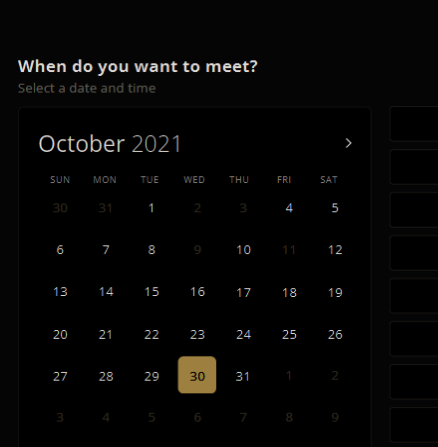 When do you want to meet?
Select a date and time
October 2021
SUN MON TUE WED THU FRI SAT
30 31 1 2 3 4 5
6 7 8 9 10 11 12
13 14 15 16 17 18 19
20 21 22 23 24 25 26
27 28 29 30 31 1 2
3 4 5 6 7 8 9